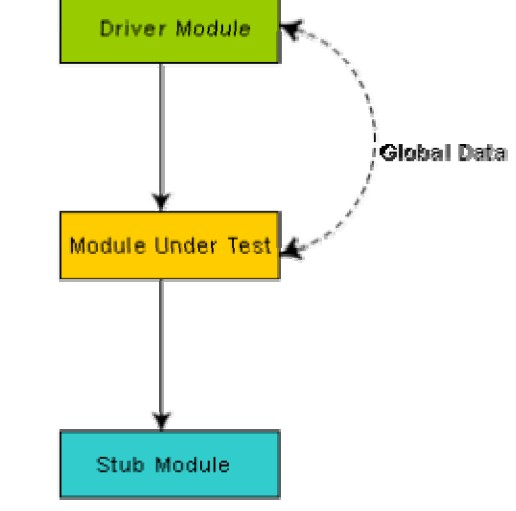 Driver Module
Global Data
Module Under Test
Stub Module